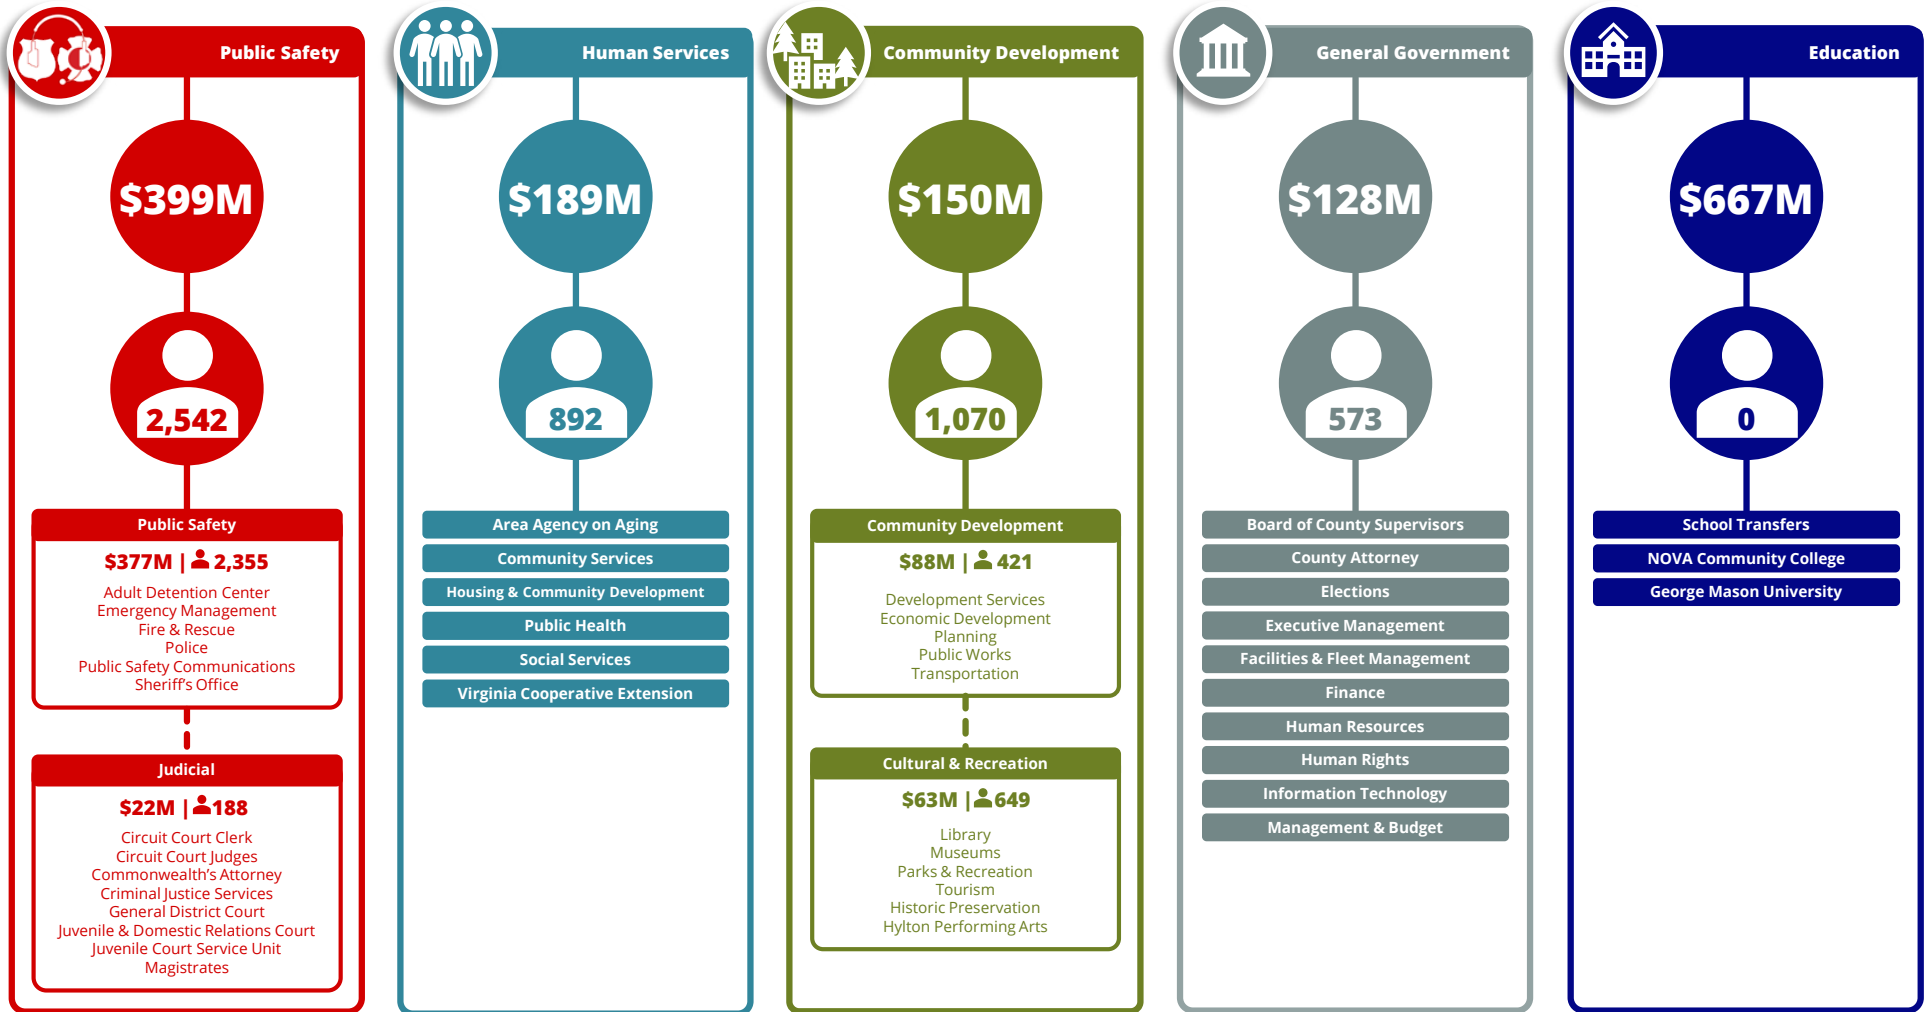 Public Safety
$399M
2,542
Public Safety
$377M | 2,355
Adult Detention Center
Emergency Management
Fire & Rescue
Police
Public Safety Communications
Sheriff's Office
Judicial
$22M | 188
Circuit Court Clerk
Circuit Court Judges
Commonwealth's Attorney
Criminal Justice Services
General District Court
Juvenile & Domestic Relations Court
Juvenile Court Service Unit
Magistrates
Human Services
$189M
892
Area Agency on Aging
Community Services
Housing & Community Development
Public Health
Social Services
Virginia Cooperative Extension
Community Development
$150M
1,070
Community Development
$88M | 421
Development Services
Economic Development
Planning
Public Works
Transportation
Cultural & Recreation
$63M | 649
Library
Museums
Parks & Recreation
Tourism
Historic Preservation
Hylton Performing Arts
General Government
$128M
573
Board of County Supervisors
County Attorney
Elections
Executive Management
Facilities & Fleet Management
Finance
Human Resources
Human Rights
Information Technology
Management & Budget
Education
$667M
0
School Transfers
NOVA Community College
George Mason University